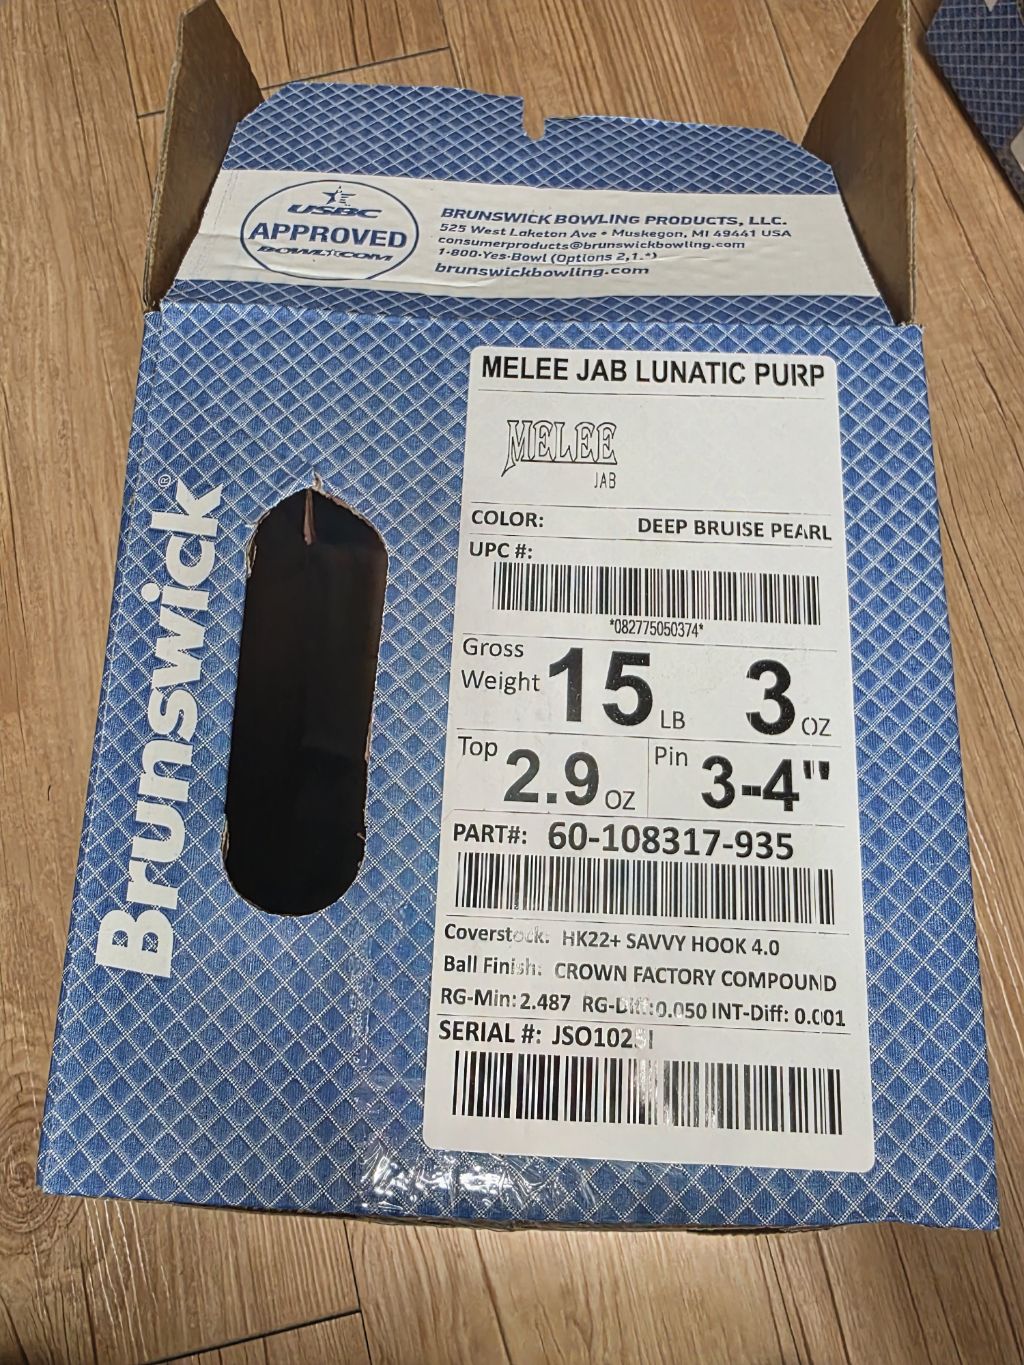 USBC
APPROVED
BOWL.COM
BRUNSWICK BOWLING PRODUCTS, LLC.
525 West Laketon Ave • Muskegon, MI 49441 USA
consumerproducts@brunswickbowling.com
1-800-Yes-Bowl (Options 2,1.*)
brunswickbowling.com
Brunswick®
MELEE JAB LUNATIC PURP
MELEE
JAB
COLOR: DEEP BRUISE PEARL
UPC #:
*082775050374*
Gross Weight 15 LB 3 OZ
Top 2.9 OZ Pin 3-4"
PART#: 60-108317-935
Coverstock: HK22+ SAVVY HOOK 4.0
Ball Finish: CROWN FACTORY COMPOUND
RG-Min: 2.487 RG-Diff: 0.050 INT-Diff: 0.001
SERIAL #: